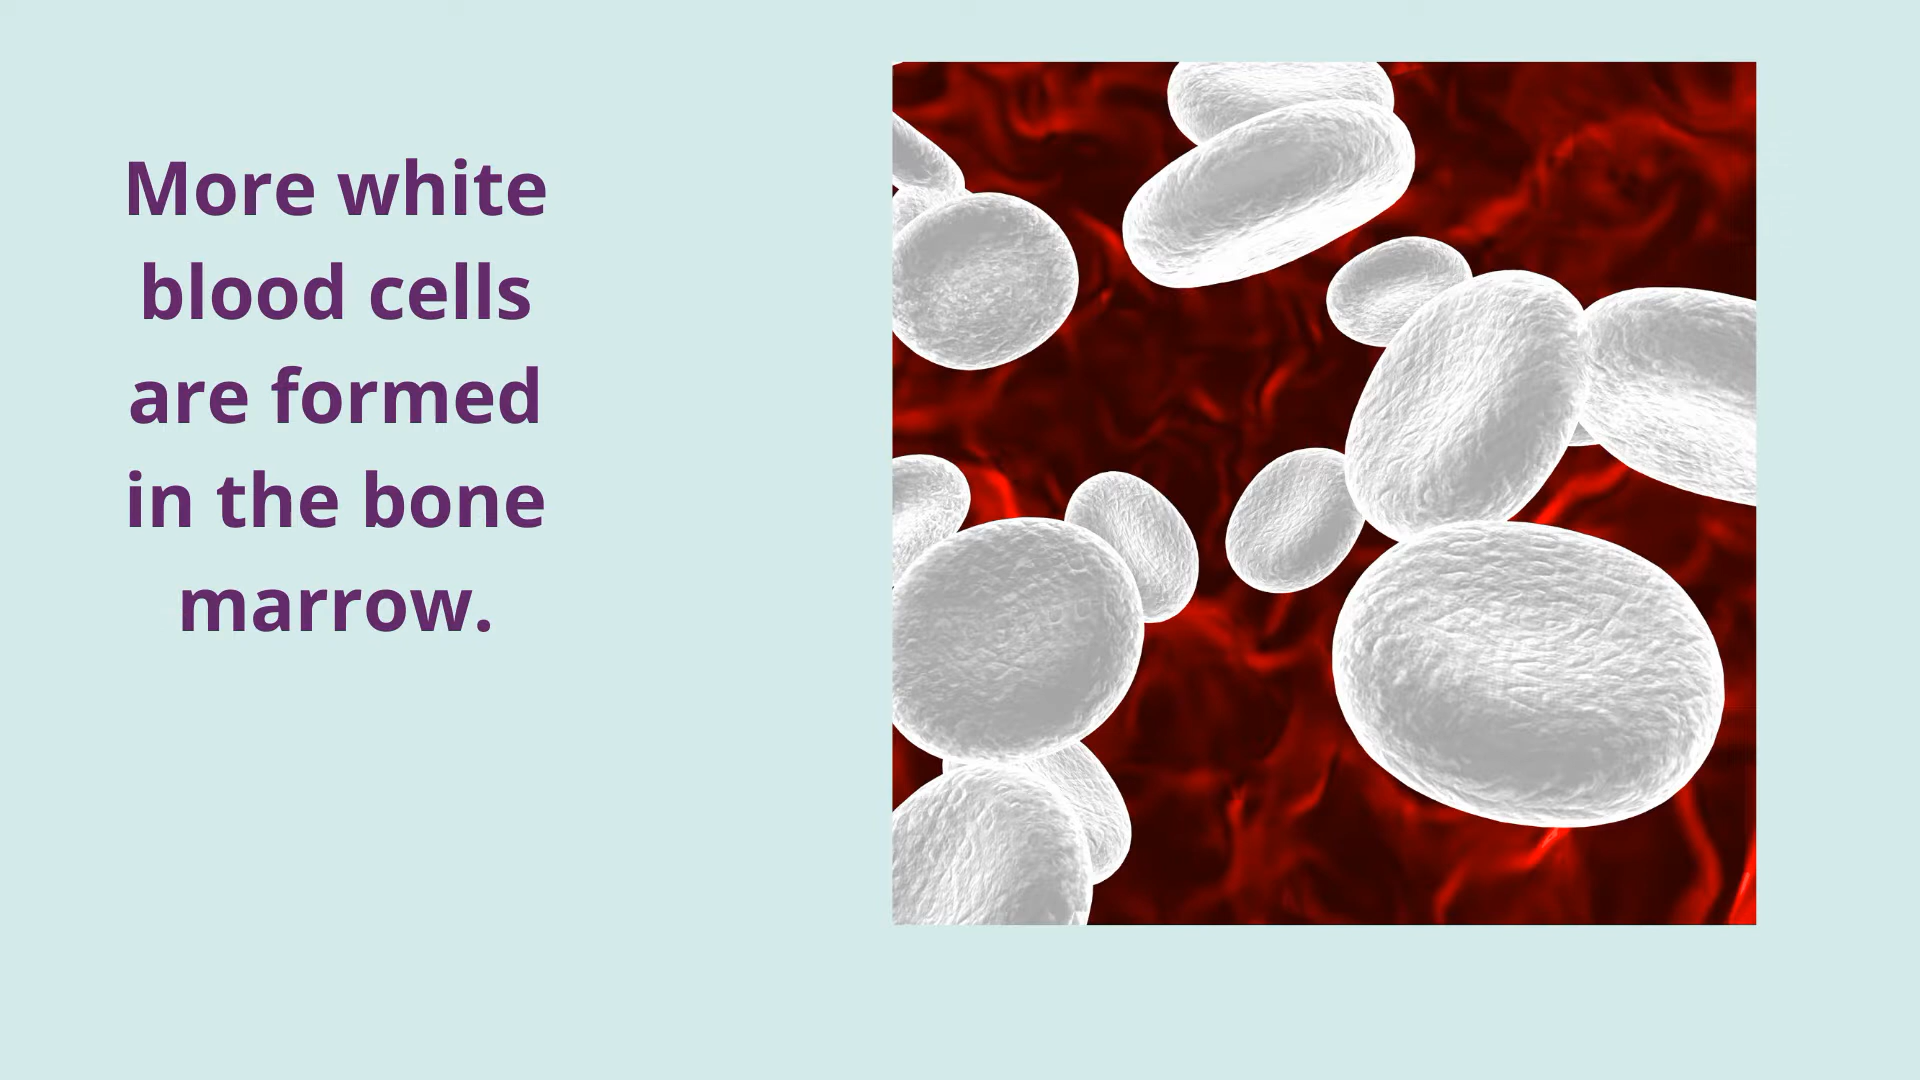 More white
blood cells
are formed
in the bone
marrow.